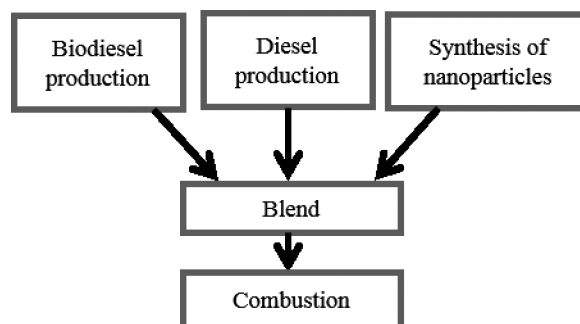 Biodiesel
production
Diesel
production
Synthesis of
nanoparticles
Blend
Combustion